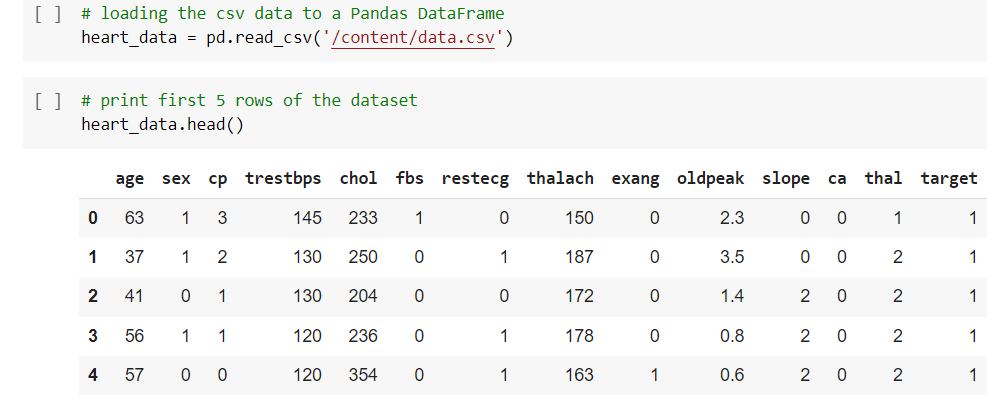 [ ] # loading the csv data to a Pandas DataFrame
heart_data = pd.read_csv('/content/data.csv')
[ ] # print first 5 rows of the dataset
heart_data.head()
age sex cp trestbps chol fbs restecg thalach exang oldpeak slope ca thal target
0 63 1 3 145 233 1 0 150 0 2.3 0 0 1 1
1 37 1 2 130 250 0 1 187 0 3.5 0 0 2 1
2 41 0 1 130 204 0 0 172 0 1.4 2 0 2 1
3 56 1 1 120 236 0 1 178 0 0.8 2 0 2 1
4 57 0 0 120 354 0 1 163 1 0.6 2 0 2 1